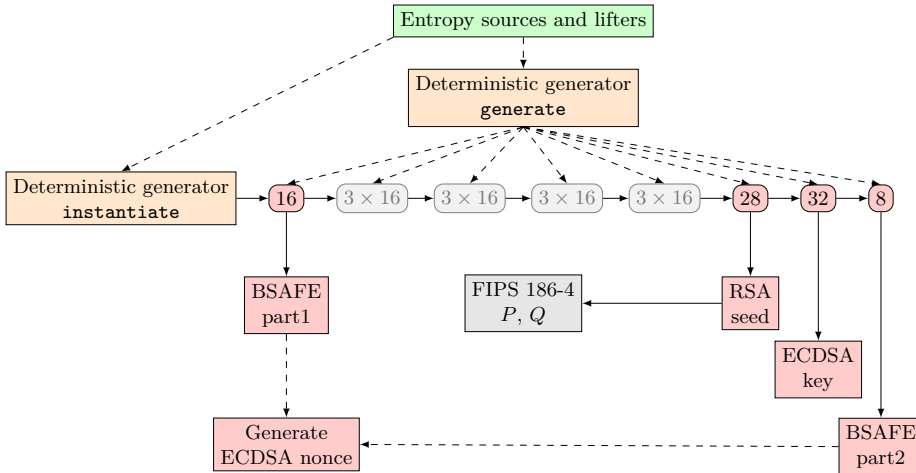 Entropy sources and lifters
Deterministic generator
generate
Deterministic generator
instantiate
16
3 × 16
3 × 16
3 × 16
3 × 16
28
32
8
BSAFE
part1
FIPS 186-4
P, Q
RSA
seed
ECDSA
key
Generate
ECDSA nonce
BSAFE
part2